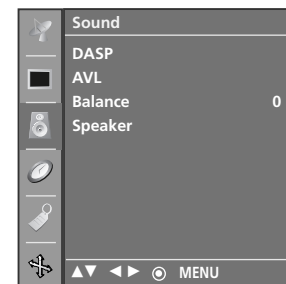 Sound
DASP
AVL
Balance 0
Speaker
▲▼ ◄ ► ⦿ MENU